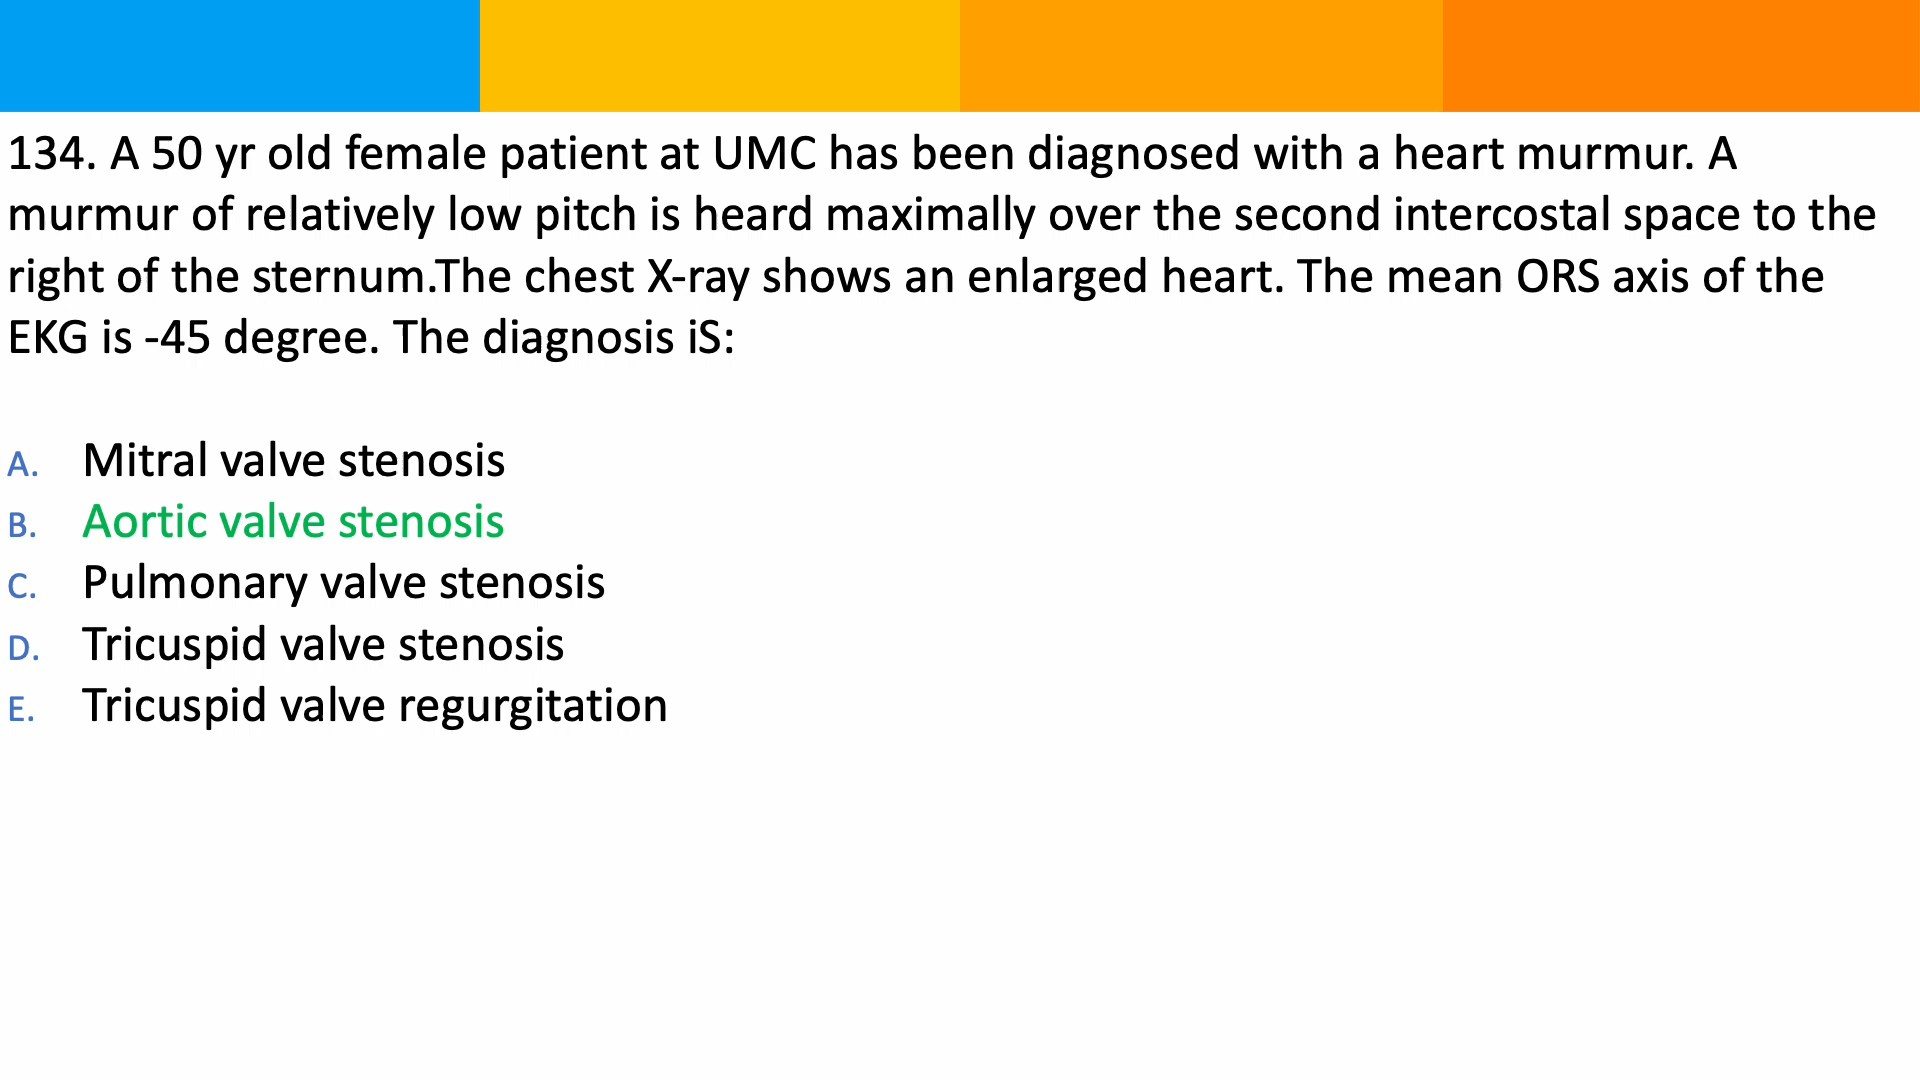 134. A 50 yr old female patient at UMC has been diagnosed with a heart murmur. A
murmur of relatively low pitch is heard maximally over the second intercostal space to the
right of the sternum.The chest X-ray shows an enlarged heart. The mean ORS axis of the
EKG is -45 degree. The diagnosis iS:
A. Mitral valve stenosis
B. Aortic valve stenosis
C. Pulmonary valve stenosis
D. Tricuspid valve stenosis
E. Tricuspid valve regurgitation